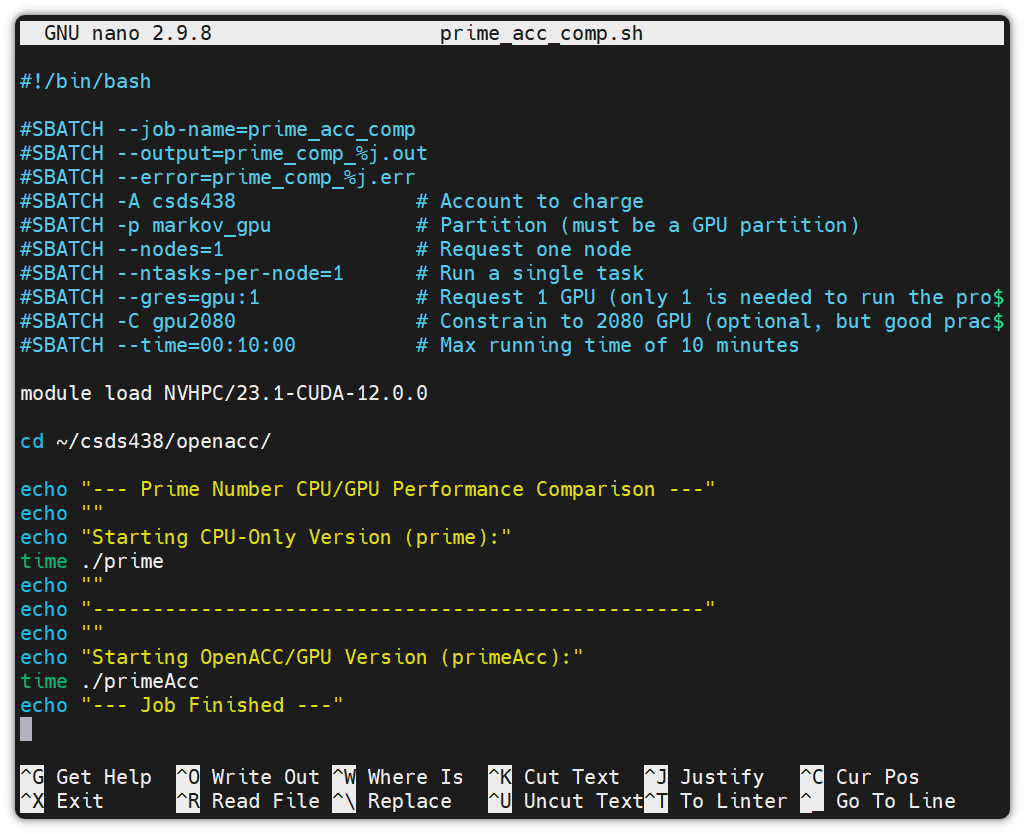 GNU nano 2.9.8 prime_acc_comp.sh
#!/bin/bash
#SBATCH --job-name=prime_acc_comp
#SBATCH --output=prime_comp_%j.out
#SBATCH --error=prime_comp_%j.err
#SBATCH -A csds438 # Account to charge
#SBATCH -p markov_gpu # Partition (must be a GPU partition)
#SBATCH --nodes=1 # Request one node
#SBATCH --ntasks-per-node=1 # Run a single task
#SBATCH --gres=gpu:1 # Request 1 GPU (only 1 is needed to run the pro$
#SBATCH -C gpu2080 # Constrain to 2080 GPU (optional, but good prac$
#SBATCH --time=00:10:00 # Max running time of 10 minutes
module load NVHPC/23.1-CUDA-12.0.0
cd ~/csds438/openacc/
echo "--- Prime Number CPU/GPU Performance Comparison ---"
echo ""
echo "Starting CPU-Only Version (prime):"
time ./prime
echo ""
echo "---------------------------------------------------"
echo ""
echo "Starting OpenACC/GPU Version (primeAcc):"
time ./primeAcc
echo "--- Job Finished ---"
^G Get Help ^O Write Out ^W Where Is ^K Cut Text ^J Justify ^C Cur Pos
^X Exit ^R Read File ^\ Replace ^U Uncut Text ^T To Linter ^_ Go To Line